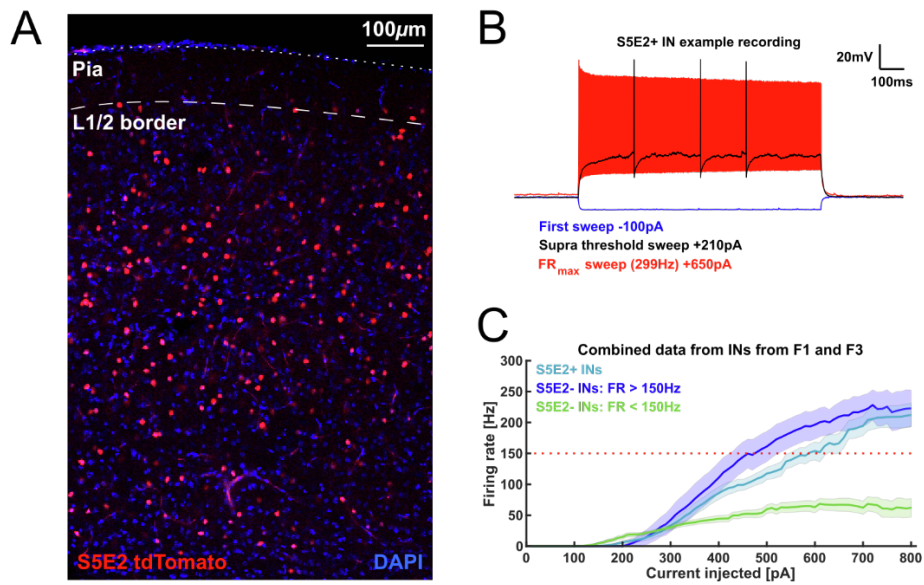 A
100µm
Pia
L1/2 border
S5E2 tdTomato
DAPI
B
S5E2+ IN example recording
20mV
100ms
First sweep -100pA
Supra threshold sweep +210pA
FRmax sweep (299Hz) +650pA
C
Combined data from INs from F1 and F3
S5E2+ INs
S5E2- INs: FR > 150Hz
S5E2- INs: FR < 150Hz
Firing rate [Hz]
300
250
200
150
100
50
0
0 100 200 300 400 500 600 700 800
Current injected [pA]